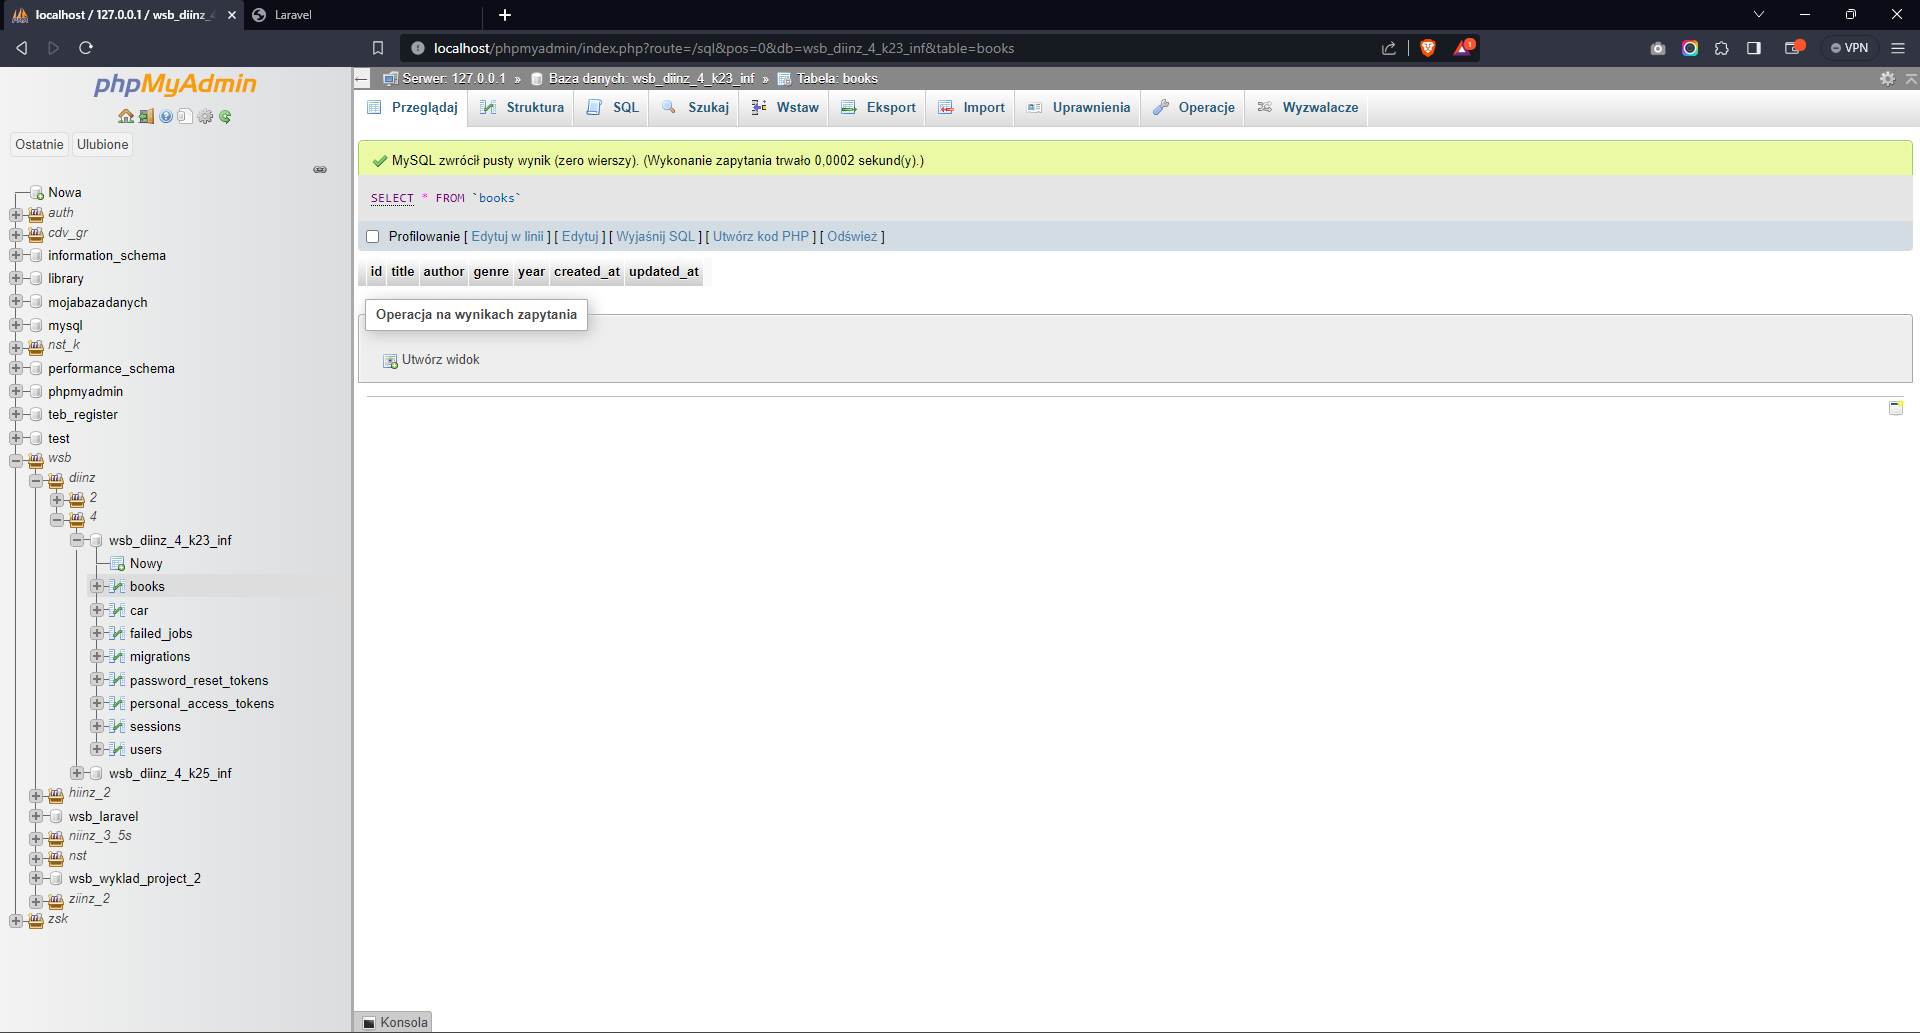 localhost / 127.0.0.1 / wsb_diinz_4
Laravel
localhost/phpmyadmin/index.php?route=/sql&pos=0&db=wsb_diinz_4_k23_inf&table=books
1
VPN
phpMyAdmin
Ostatnie
Ulubione
Nowa
auth
cdv_gr
information_schema
library
mojabazadanych
mysql
nst_k
performance_schema
phpmyadmin
teb_register
test
wsb
diinz
2
4
wsb_diinz_4_k23_inf
Nowy
books
car
failed_jobs
migrations
password_reset_tokens
personal_access_tokens
sessions
users
wsb_diinz_4_k25_inf
hiinz_2
wsb_laravel
niinz_3_5s
nst
wsb_wyklad_project_2
ziinz_2
zsk
Serwer: 127.0.0.1 » Baza danych: wsb_diinz_4_k23_inf » Tabela: books
Przeglądaj Struktura SQL Szukaj Wstaw Eksport Import Uprawnienia Operacje Wyzwalacze
MySQL zwrócił pusty wynik (zero wierszy). (Wykonanie zapytania trwało 0,0002 sekund(y).)
SELECT * FROM `books`
Profilowanie [ Edytuj w linii ] [ Edytuj ] [ Wyjaśnij SQL ] [ Utwórz kod PHP ] [ Odśwież ]
id title author genre year created_at updated_at
Operacja na wynikach zapytania
Utwórz widok
Konsola